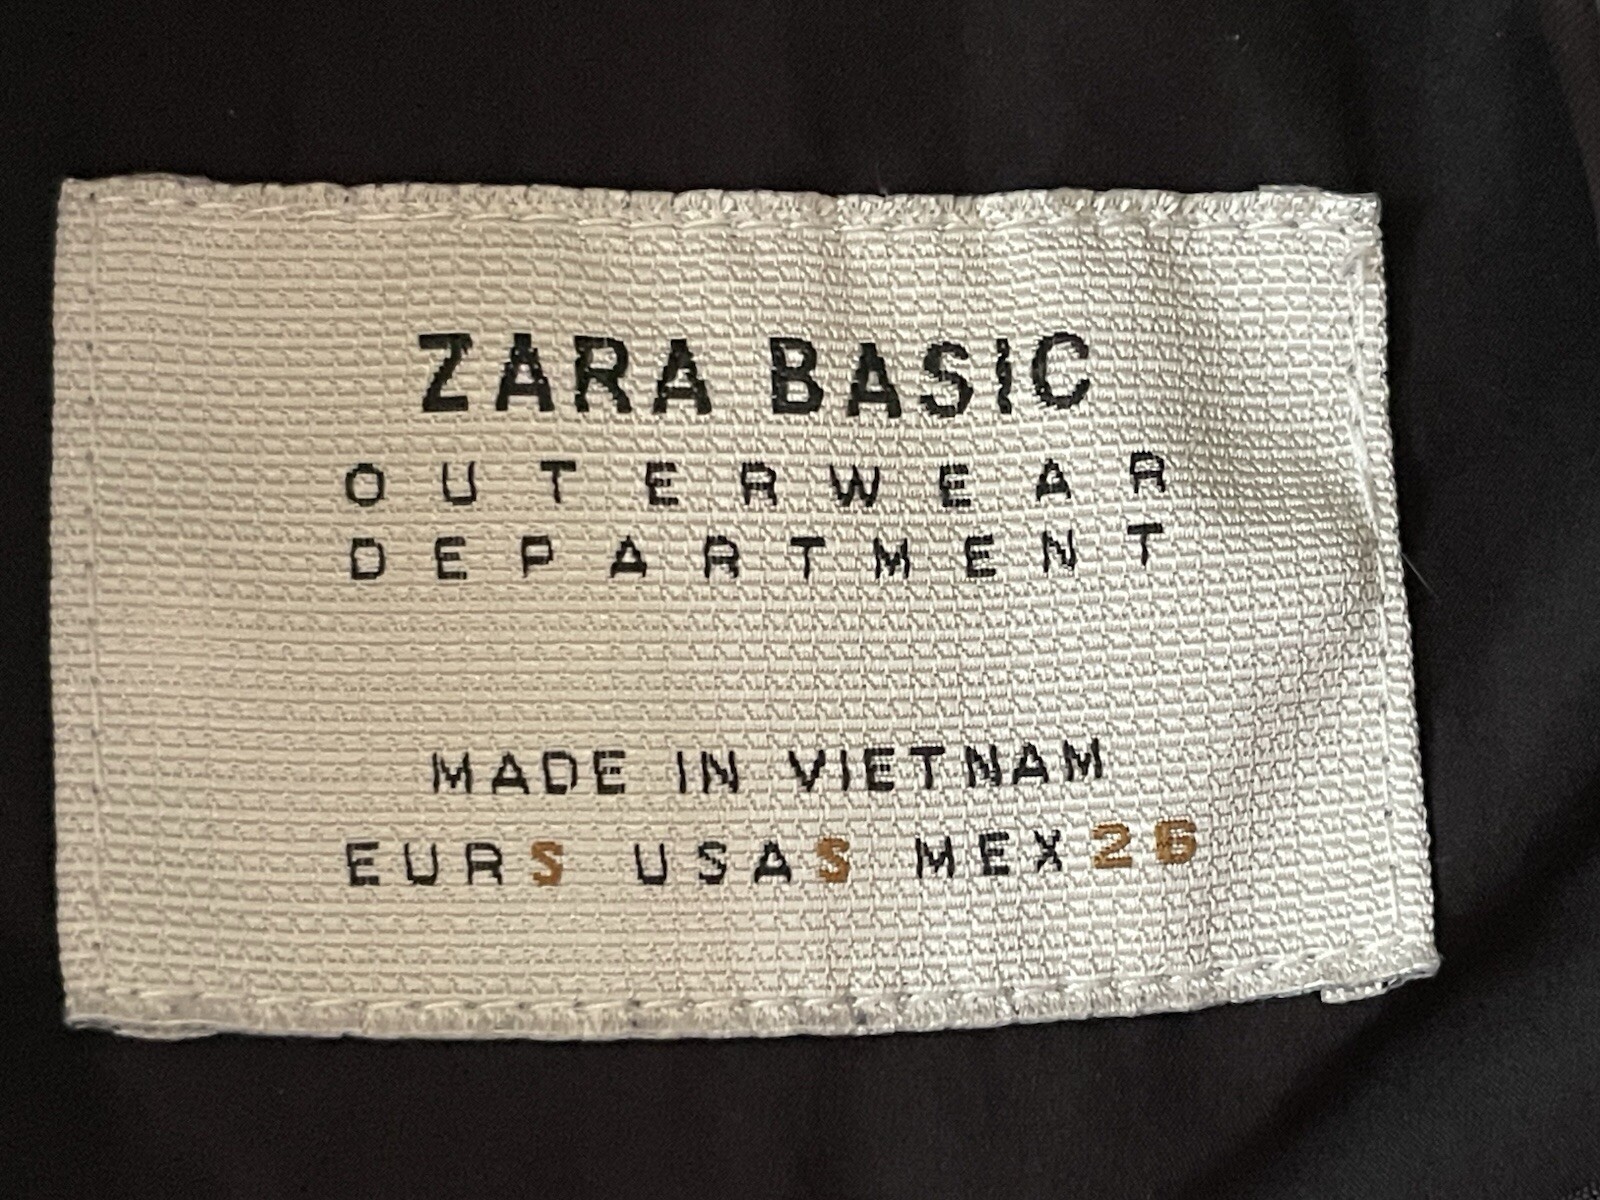 ZARA BASIC
OUTERWEAR
DEPARTMENT
MADE IN VIETNAM
EUR S USA S MEX 26